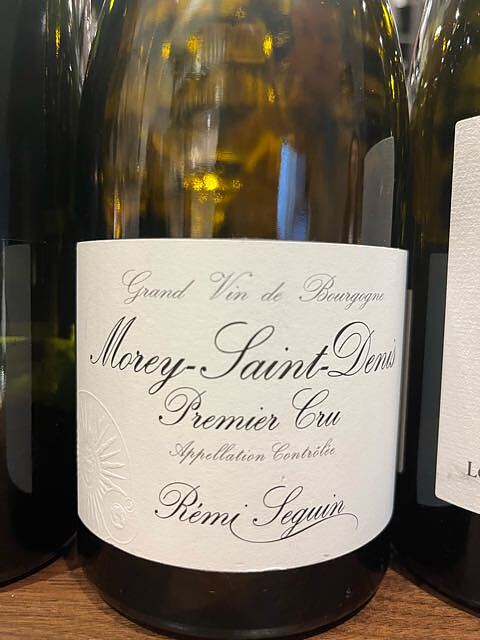 Grand Vin de Bourgogne
Morey-Saint-Denis
Premier Cru
Appellation Contrôlée
Rémi Seguin